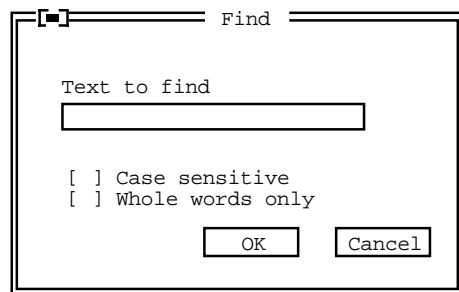 [■] Find
Text to find
[ ] Case sensitive
[ ] Whole words only
OK Cancel